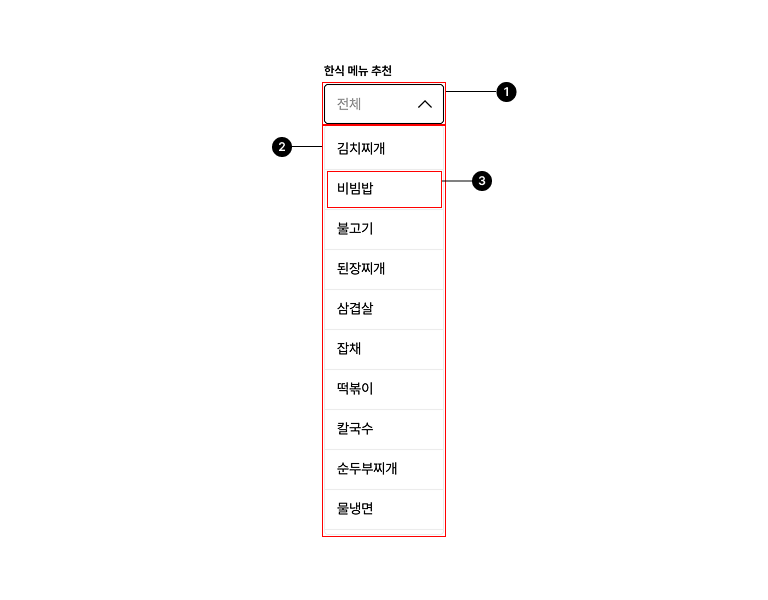 한식 메뉴 추천
전체
1
2
김치찌개
비빔밥
3
불고기
된장찌개
삼겹살
잡채
떡볶이
칼국수
순두부찌개
물냉면